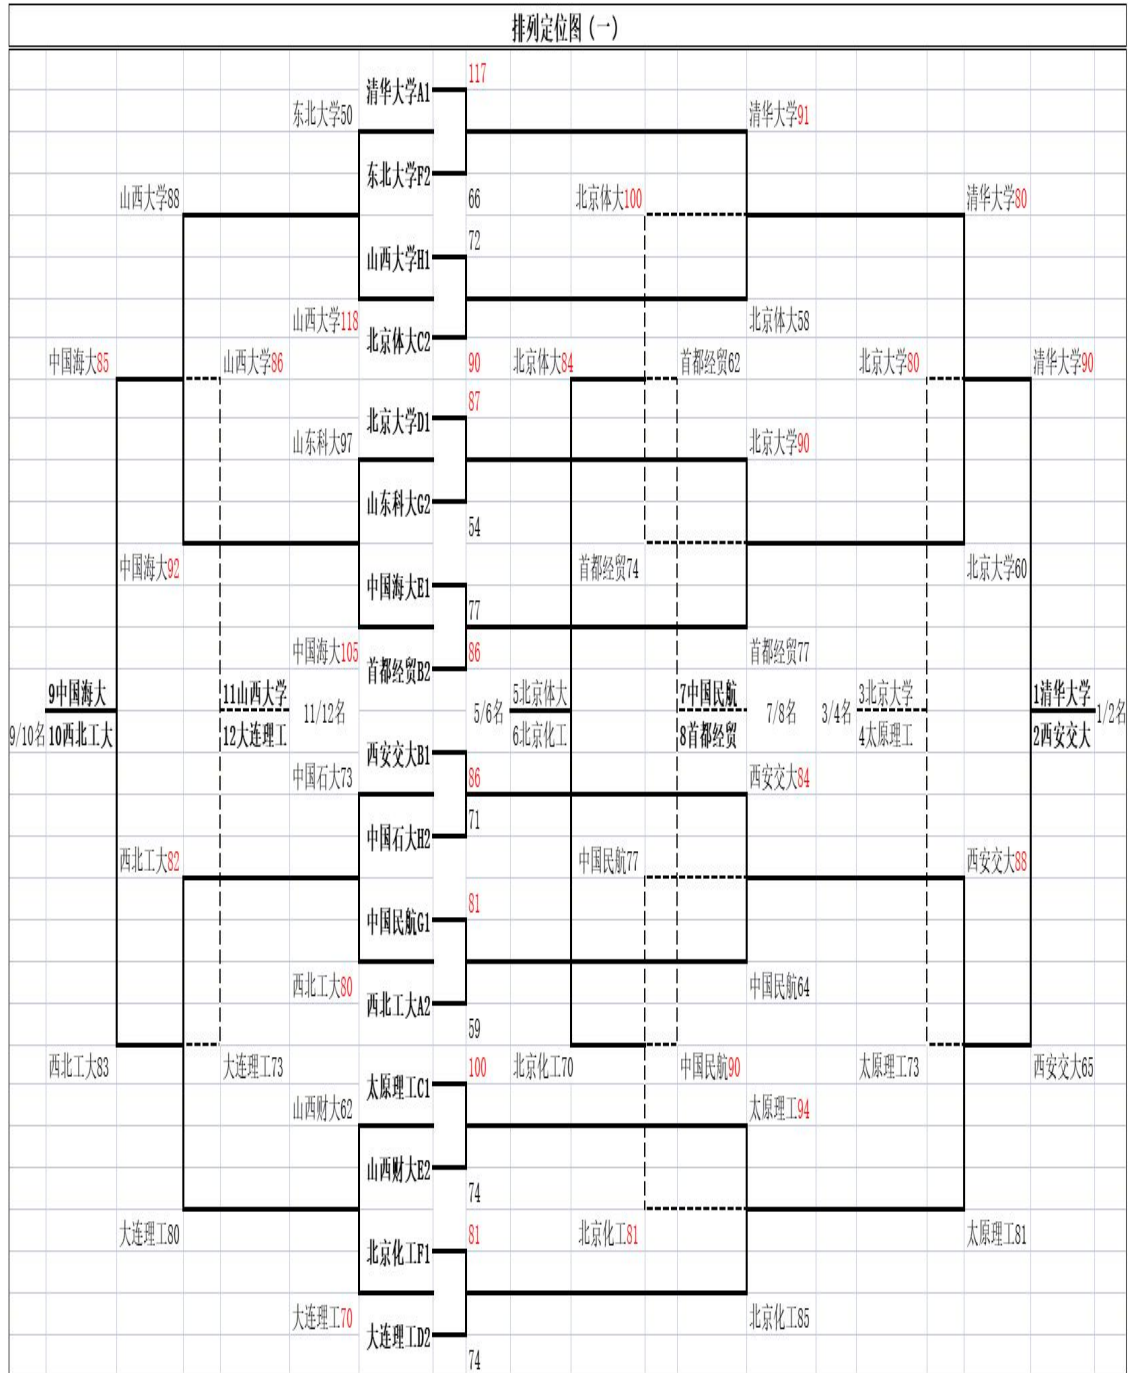 排列定位图（一）
117
清华大学A1
东北大学50
清华大学91
东北大学F2
山西大学88
66
北京体大100
清华大学80
72
山西大学H1
山西大学118
北京体大58
北京体大C2
中国海大85
山西大学86
90
北京体大84
首都经贸62
北京大学80
清华大学90
87
北京大学D1
山东科大97
北京大学90
山东科大G2
54
中国海大92
首都经贸74
北京大学60
中国海大E1
77
中国海大105
86
首都经贸77
首都经贸B2
9中国海大
11山西大学
5北京体大
7中国民航
3北京大学
1清华大学
9/10名
11/12名
5/6名
7/8名
3/4名
1/2名
10西北工大
12大连理工
6北京化工
8首都经贸
4太原理工
2西安交大
西安交大B1
中国石大73
86
西安交大84
71
中国石大H2
西北工大82
中国民航77
西安交大88
81
中国民航G1
西北工大80
中国民航64
西北工大A2
59
西北工大83
大连理工73
100
北京化工70
中国民航90
太原理工73
西安交大65
太原理工C1
山西财大62
太原理工94
山西财大E2
74
大连理工80
81
北京化工81
太原理工81
北京化工F1
大连理工70
北京化工85
大连理工D2
74